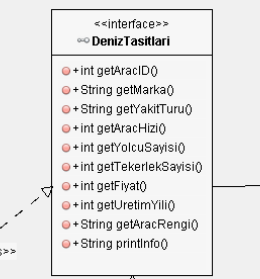 <<interface>>
DenizTasitlari
+int getAracID()
+String getMarka()
+String getYakitTuru()
+int getAracHizi()
+int getYolcuSayisi()
+int getTekerlekSayisi()
+int getFiyat()
+int getUretimYili()
+String getAracRengi()
+String printInfo()
s>>